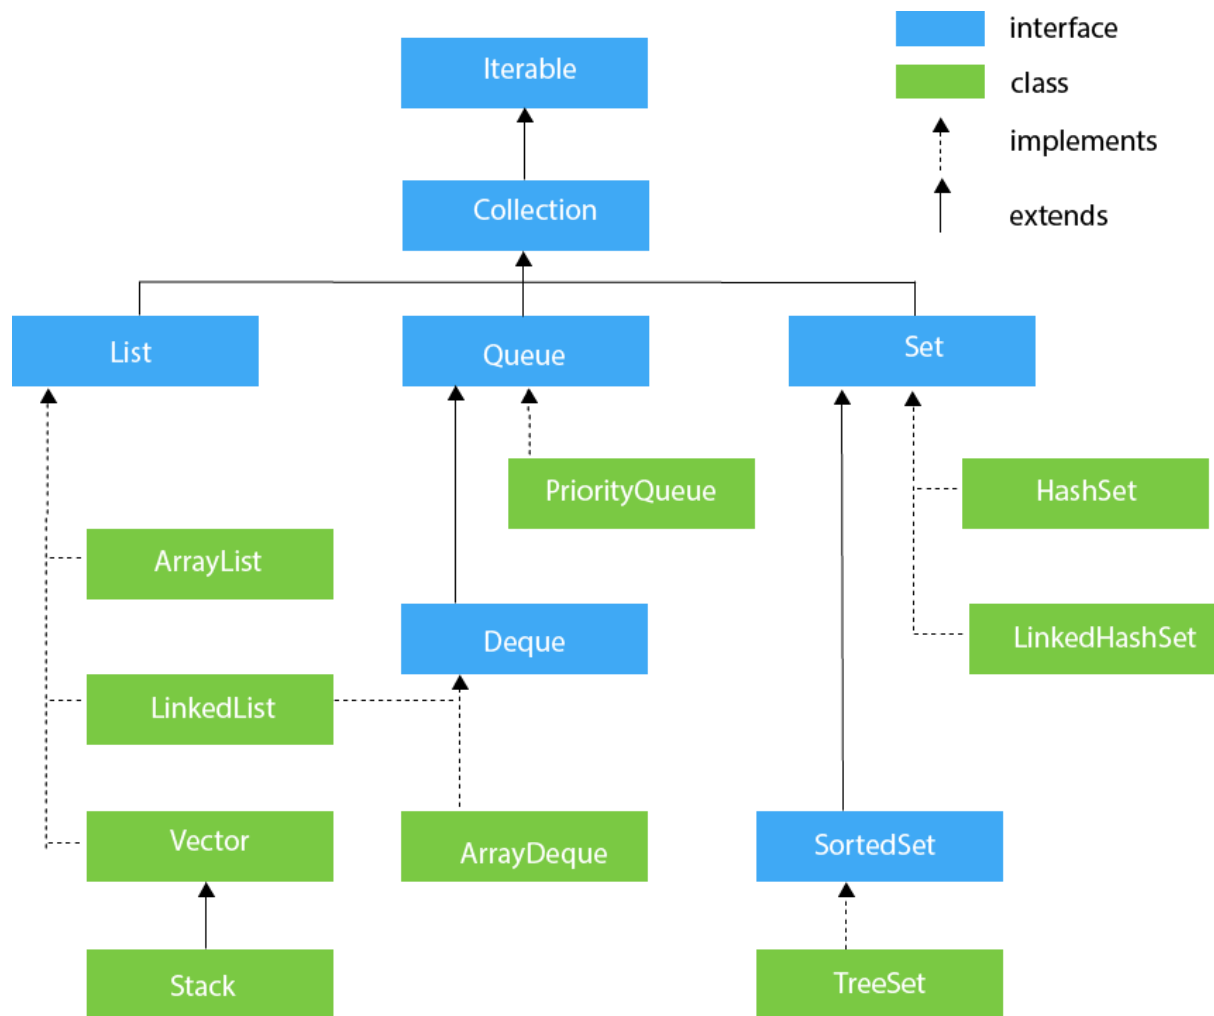 interface
Iterable
class
implements
Collection
extends
List
Queue
Set
PriorityQueue
HashSet
ArrayList
Deque
LinkedHashSet
LinkedList
Vector
ArrayDeque
SortedSet
Stack
TreeSet